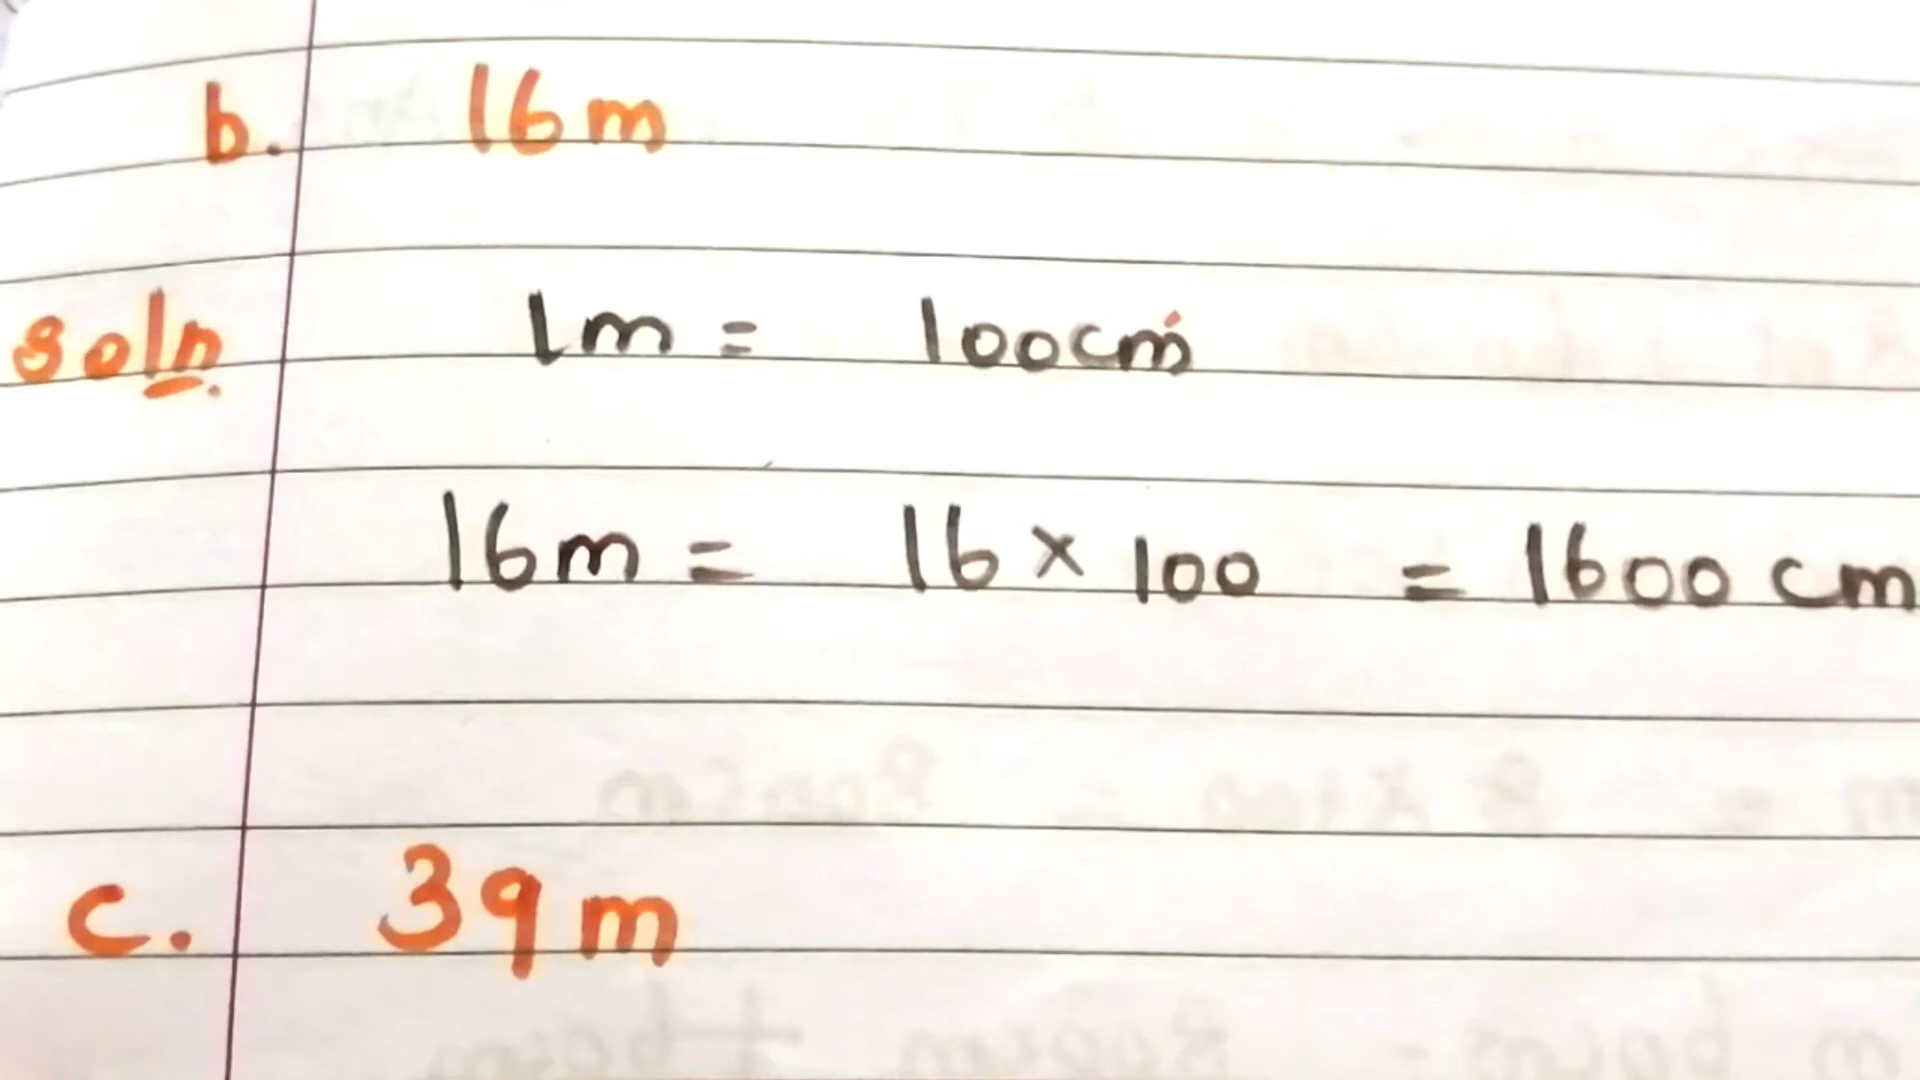 b. 16m
soln. 1m = 100cm
16m = 16 × 100 = 1600 cm
c. 39m